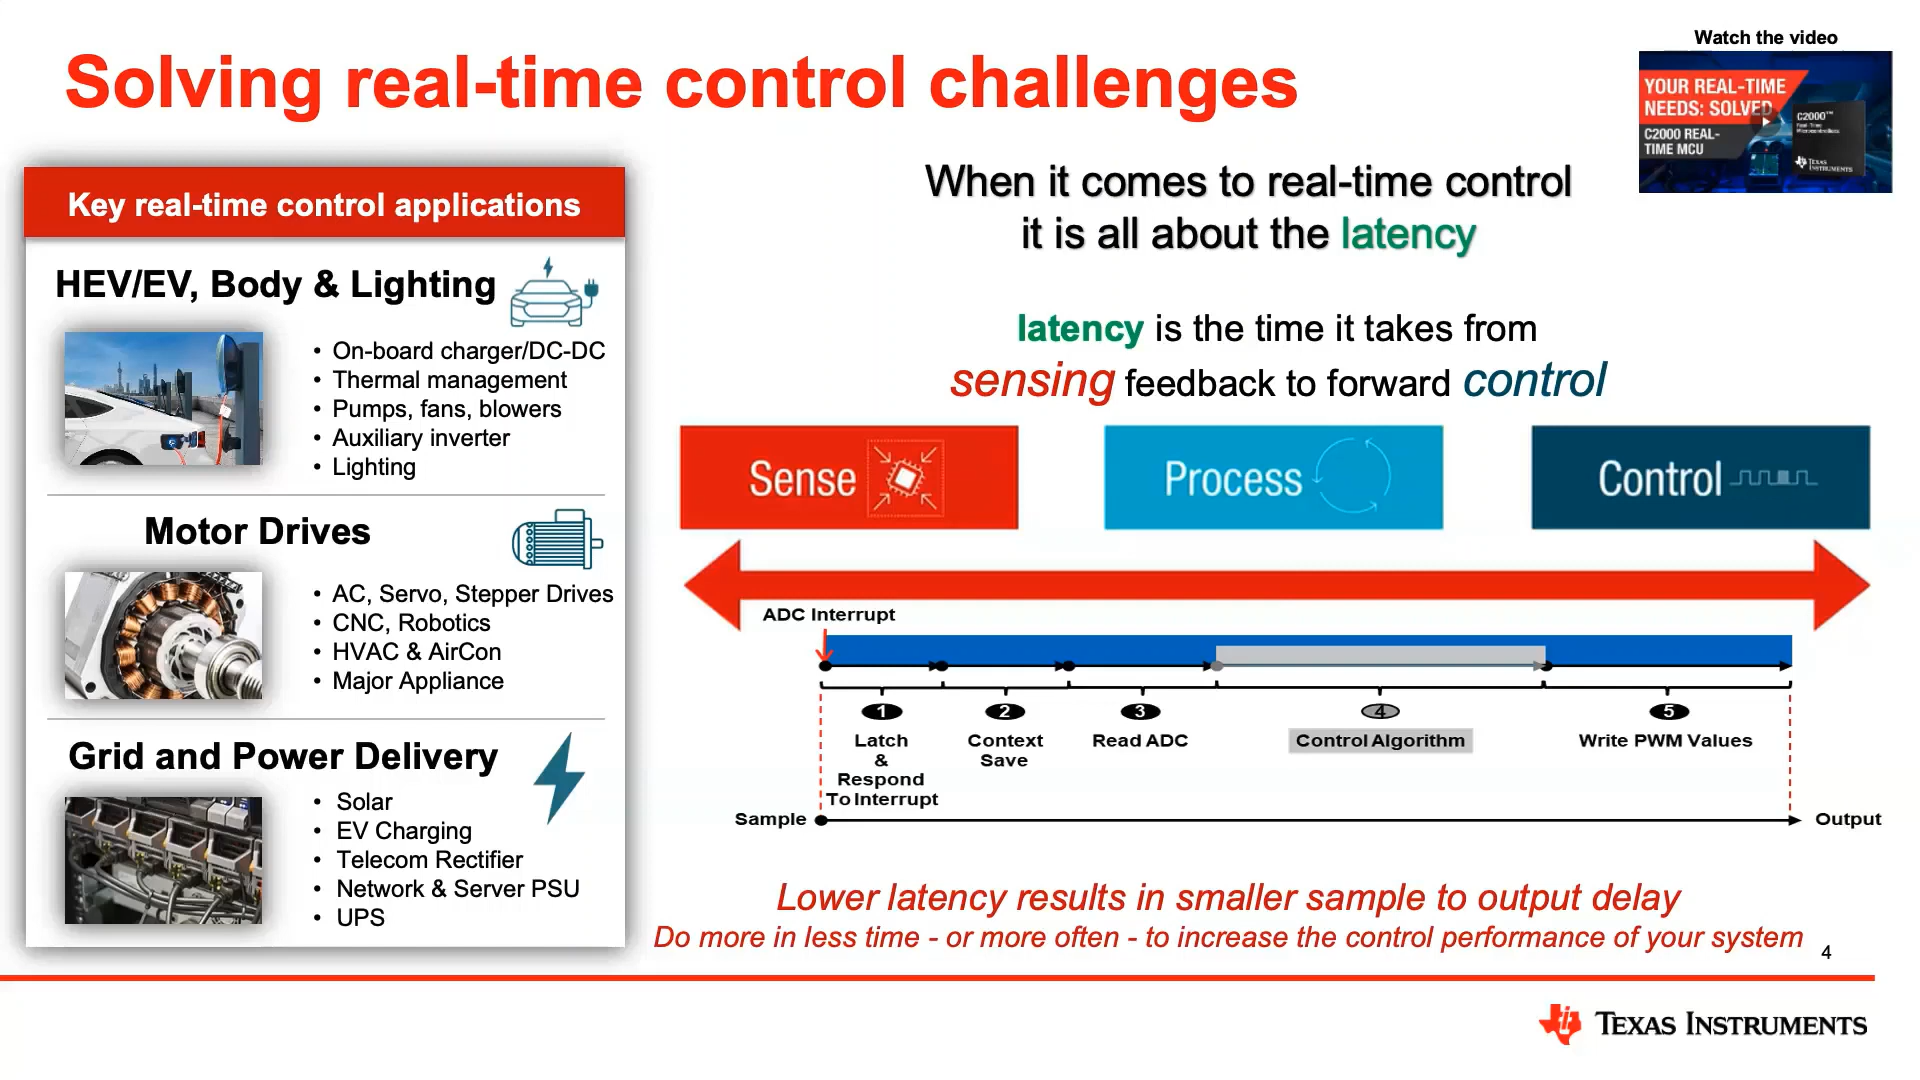 Solving real-time control challenges
Watch the video
YOUR REAL-TIME
NEEDS: SOLVED
C2000 REAL-
TIME MCU
C2000™
Real-Time
Microcontrollers
TEXAS
INSTRUMENTS
Key real-time control applications
HEV/EV, Body & Lighting
• On-board charger/DC-DC
• Thermal management
• Pumps, fans, blowers
• Auxiliary inverter
• Lighting
Motor Drives
• AC, Servo, Stepper Drives
• CNC, Robotics
• HVAC & AirCon
• Major Appliance
Grid and Power Delivery
• Solar
• EV Charging
• Telecom Rectifier
• Network & Server PSU
• UPS
When it comes to real-time control
it is all about the latency
latency is the time it takes from
sensing feedback to forward control
Sense
Process
Control
ADC Interrupt
1
Latch
&
Respond
To Interrupt
2
Context
Save
3
Read ADC
4
Control Algorithm
5
Write PWM Values
Sample
Output
Lower latency results in smaller sample to output delay
Do more in less time - or more often - to increase the control performance of your system
4
TEXAS INSTRUMENTS